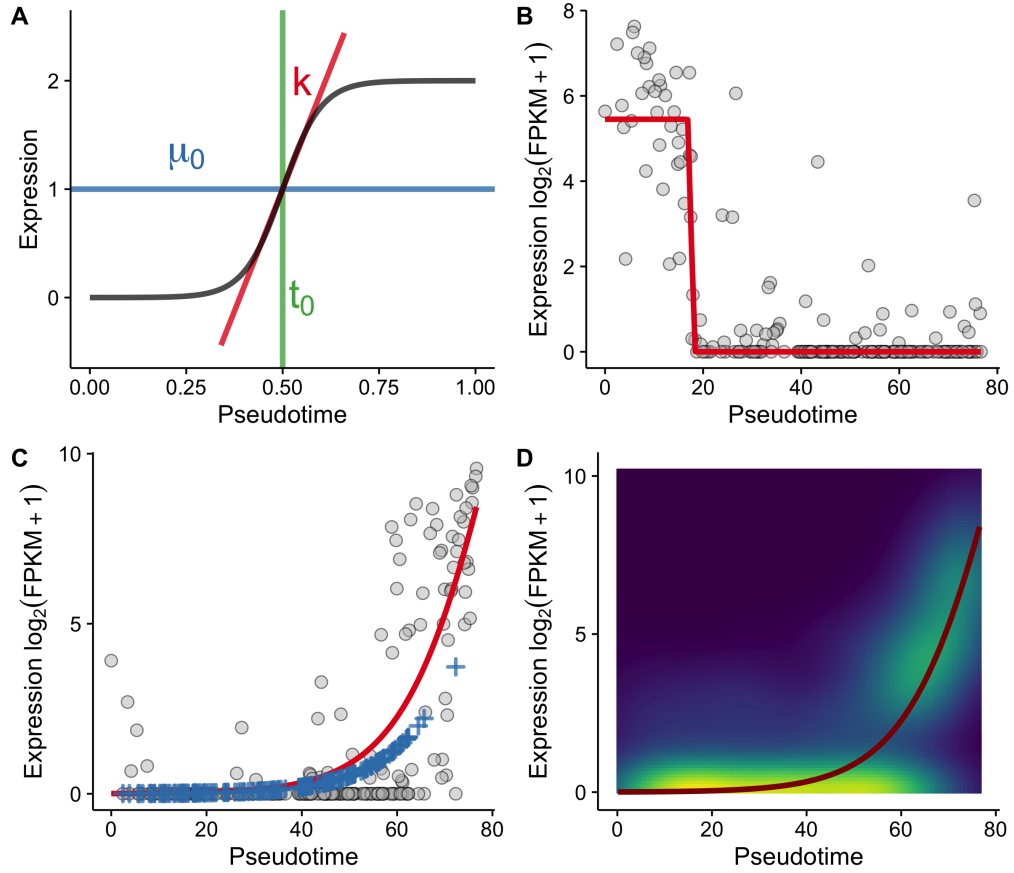 A
Expression
2
1
0
k
μ0
t0
0.00 0.25 0.50 0.75 1.00
Pseudotime
B
Expression log2(FPKM + 1)
8
6
4
2
0
0 20 40 60 80
Pseudotime
C
Expression log2(FPKM + 1)
10
5
0
0 20 40 60 80
Pseudotime
D
Expression log2(FPKM + 1)
10
5
0
0 20 40 60 80
Pseudotime